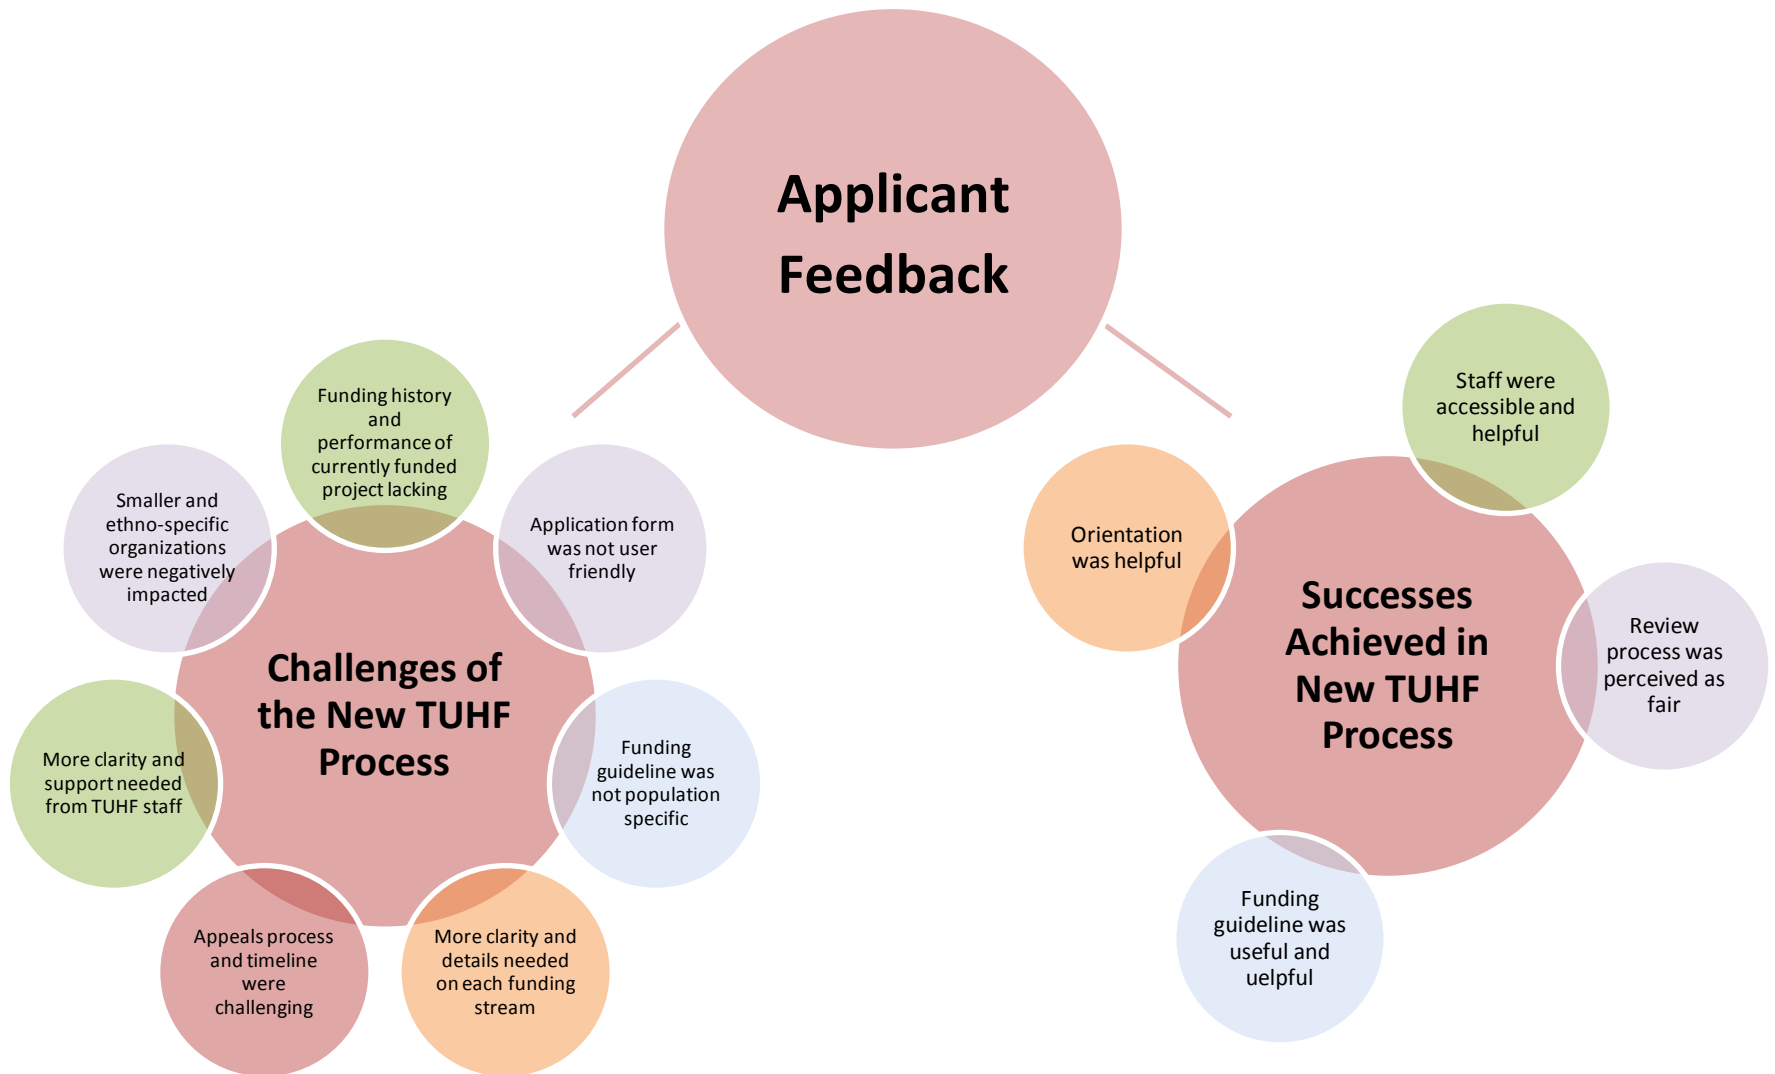 Applicant
Feedback
Funding history
and
performance of
currently funded
project lacking
Smaller and
ethno-specific
organizations
were negatively
impacted
Application form
was not user
friendly
Challenges of
the New TUHF
Process
More clarity and
support needed
from TUHF staff
Funding
guideline was
not population
specific
Appeals process
and timeline
were
challenging
More clarity and
details needed
on each funding
stream
Staff were
accessible and
helpful
Orientation
was helpful
Successes
Achieved in
New TUHF
Process
Review
process was
perceived as
fair
Funding
guideline was
useful and
uelpful